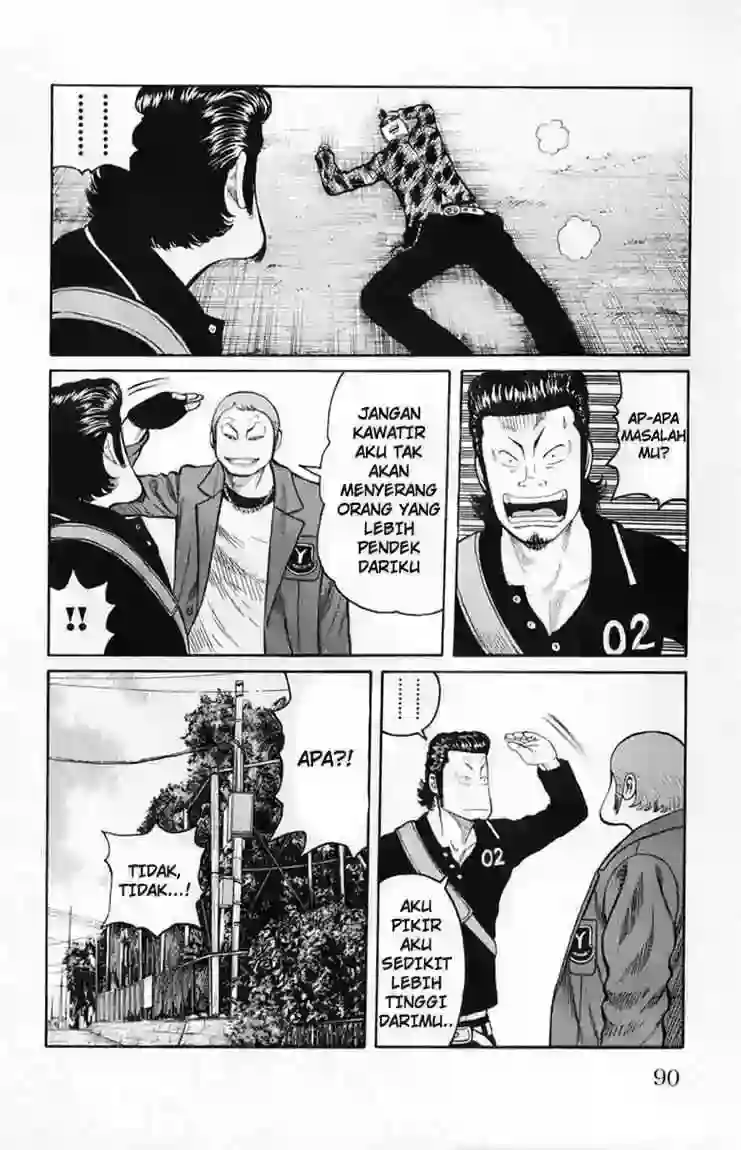 .......
.......
AP-APA
MASALAH
MU?
JANGAN
KAWATIR
AKU TAK
AKAN
MENYERANG
ORANG YANG
LEBIH
PENDEK
DARIKU
Y
!!
02
......
......
02
AKU
PIKIR
AKU
SEDIKIT
LEBIH
TINGGI
DARIMU..
Y
APA?!
TIDAK,
TIDAK...!
90